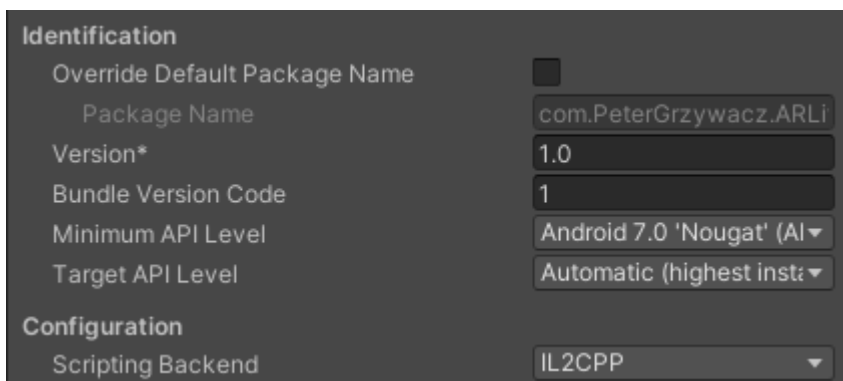 Identification
Override Default Package Name
Package Name com.PeterGrzywacz.ARLi
Version* 1.0
Bundle Version Code 1
Minimum API Level Android 7.0 'Nougat' (AI
Target API Level Automatic (highest insta
Configuration
Scripting Backend IL2CPP